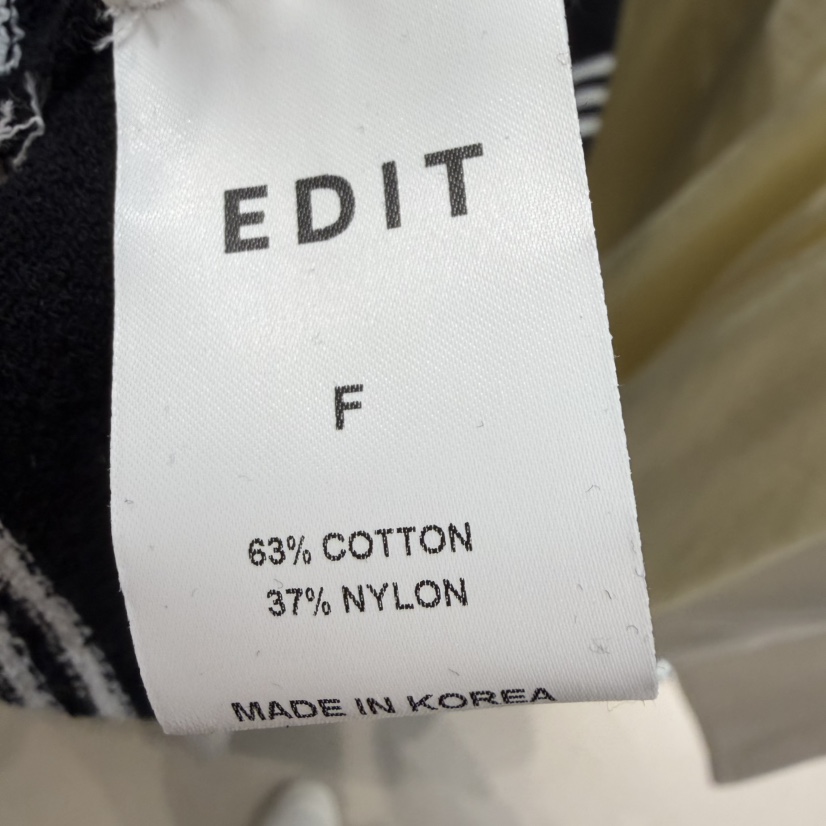 EDIT
F
63% COTTON
37% NYLON
MADE IN KOREA